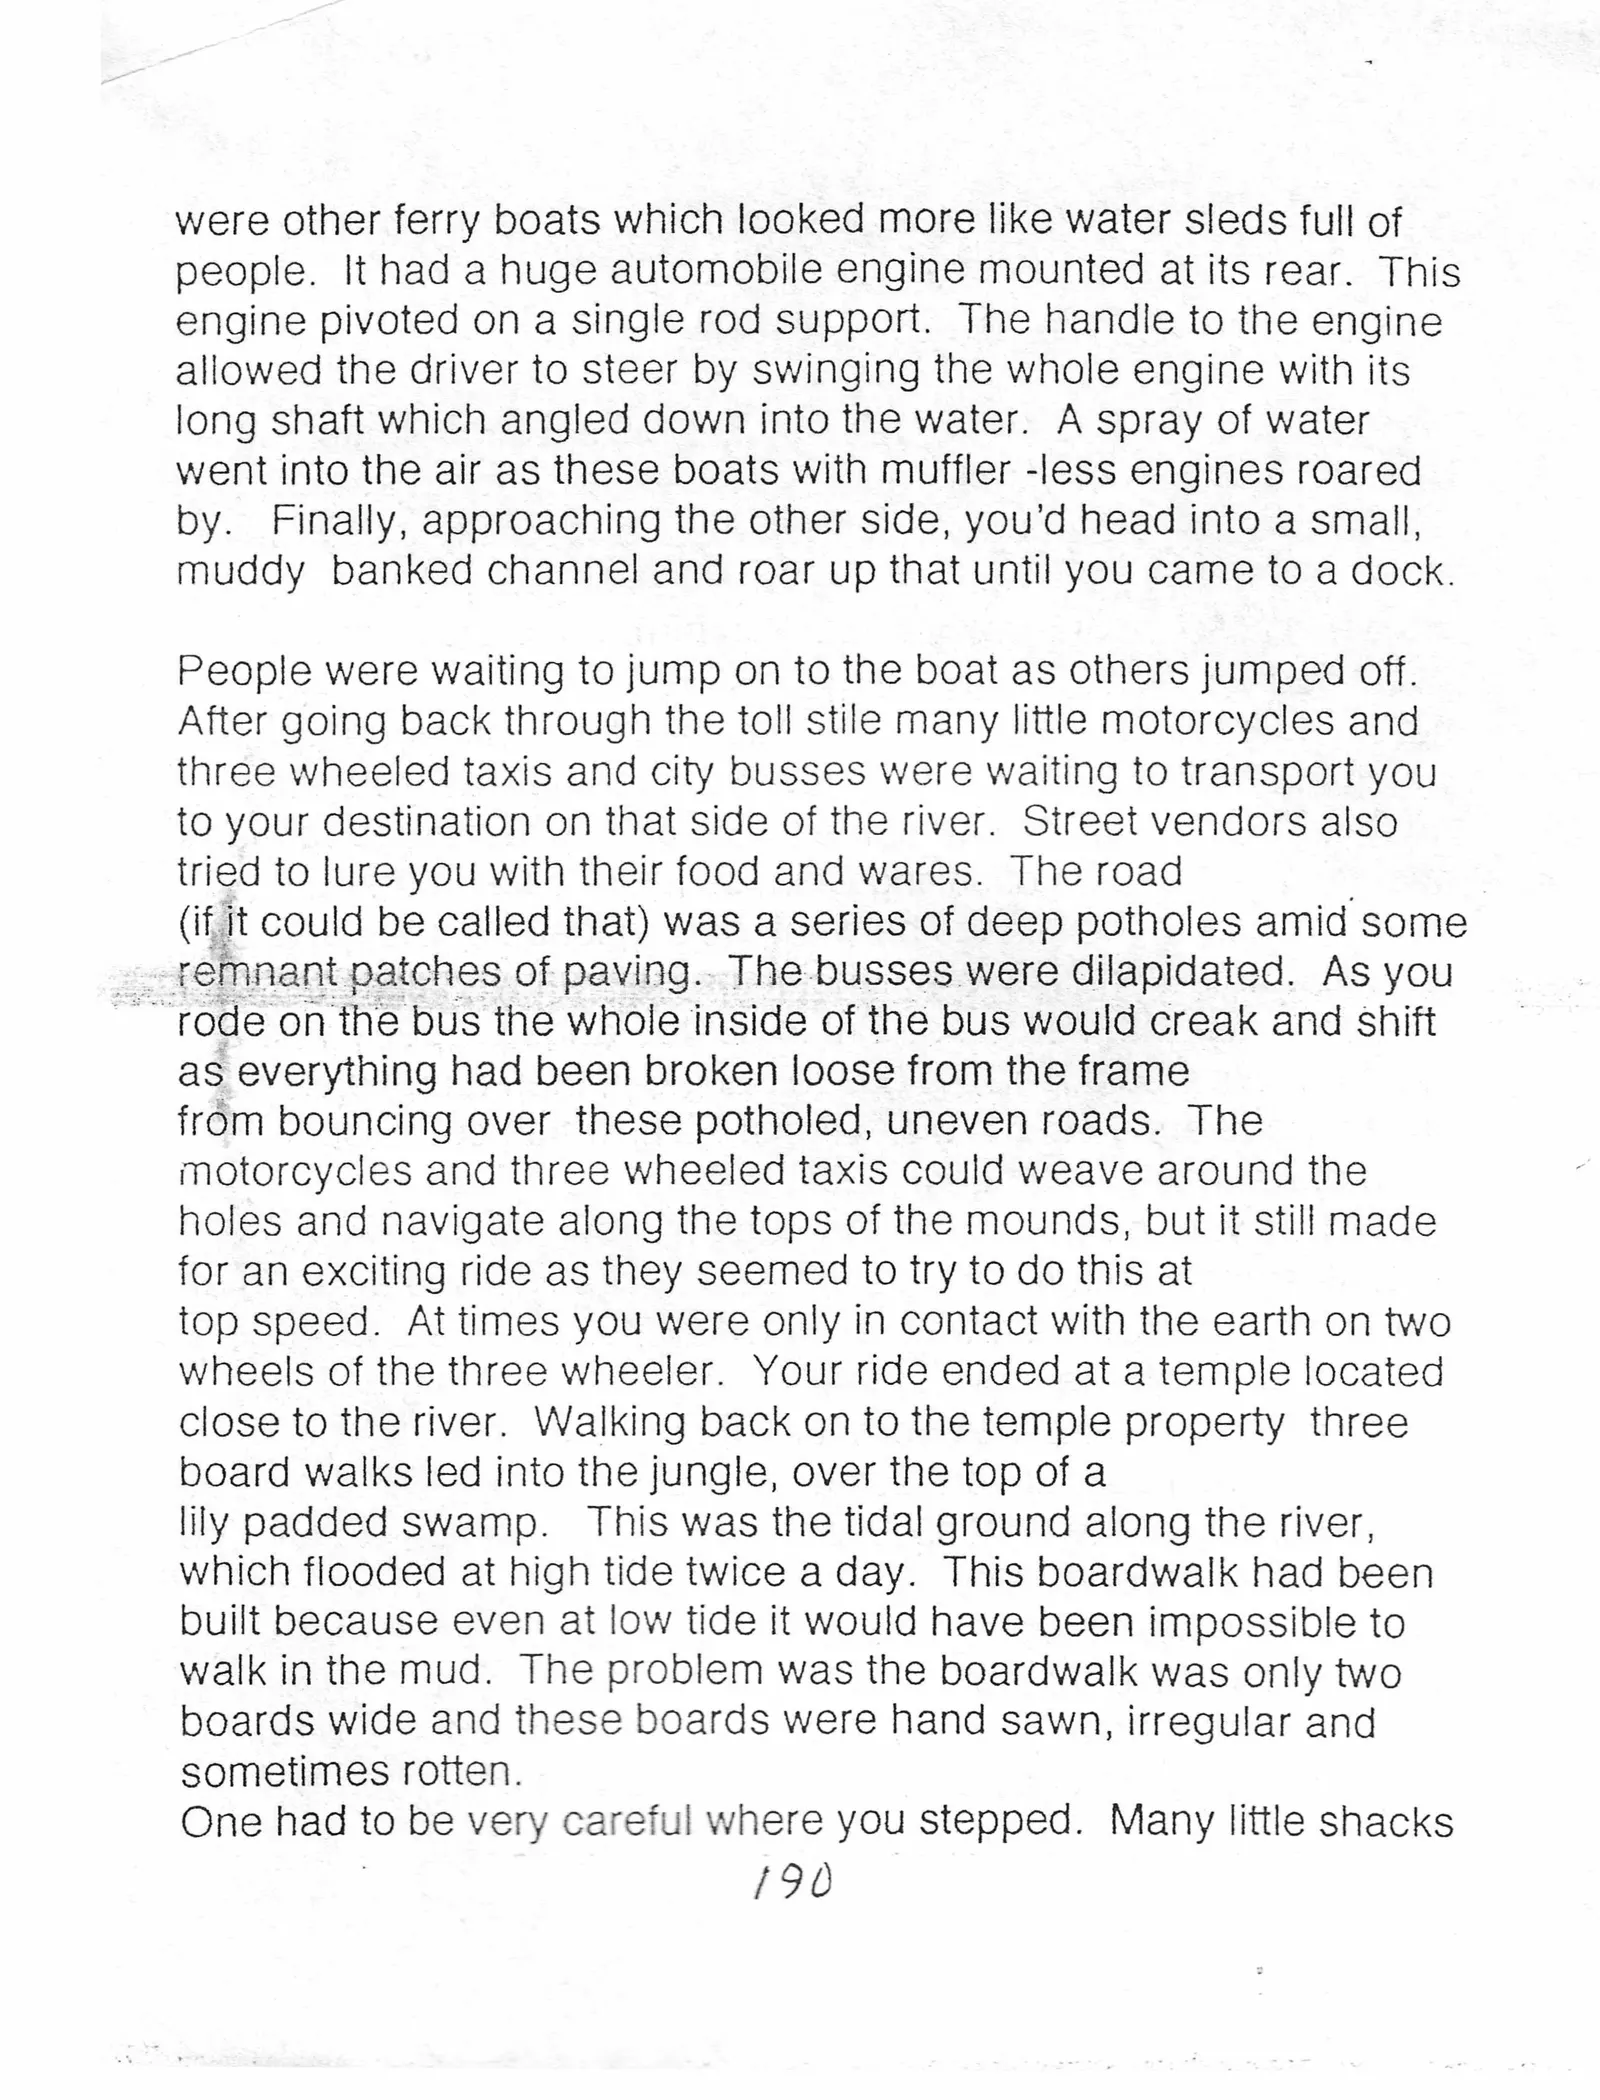 were other ferry boats which looked more like water sleds full of
people.  It had a huge automobile engine mounted at its rear.  This
engine pivoted on a single rod support.  The handle to the engine
allowed the driver to steer by swinging the whole engine with its
long shaft which angled down into the water.  A spray of water
went into the air as these boats with muffler -less engines roared
by.   Finally, approaching the other side, you'd head into a small,
muddy  banked channel and roar up that until you came to a dock.

People were waiting to jump on to the boat as others jumped off.
After going back through the toll stile many little motorcycles and
three wheeled taxis and city busses were waiting to transport you
to your destination on that side of the river.  Street vendors also
tried to lure you with their food and wares.  The road
(if it could be called that) was a series of deep potholes amid some
remnant patches of paving.  The busses were dilapidated.  As you
rode on the bus the whole inside of the bus would creak and shift
as everything had been broken loose from the frame
from bouncing over  these potholed, uneven roads.  The
motorcycles and three wheeled taxis could weave around the
holes and navigate along the tops of the mounds, but it still made
for an exciting ride as they seemed to try to do this at
top speed.  At times you were only in contact with the earth on two
wheels of the three wheeler.  Your ride ended at a temple located
close to the river.  Walking back on to the temple property  three
board walks led into the jungle, over the top of a
lily padded swamp.   This was the tidal ground along the river,
which flooded at high tide twice a day.  This boardwalk had been
built because even at low tide it would have been impossible to
walk in the mud.  The problem was the boardwalk was only two
boards wide and these boards were hand sawn, irregular and
sometimes rotten.
One had to be very careful where you stepped.  Many little shacks
190